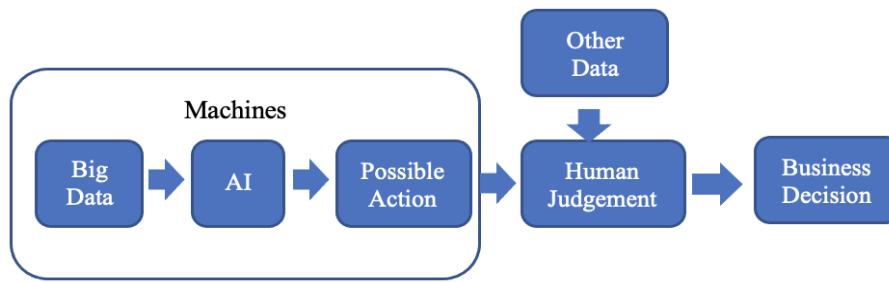 Other
Data
Machines
Big
Data
AI
Possible
Action
Human
Judgement
Business
Decision